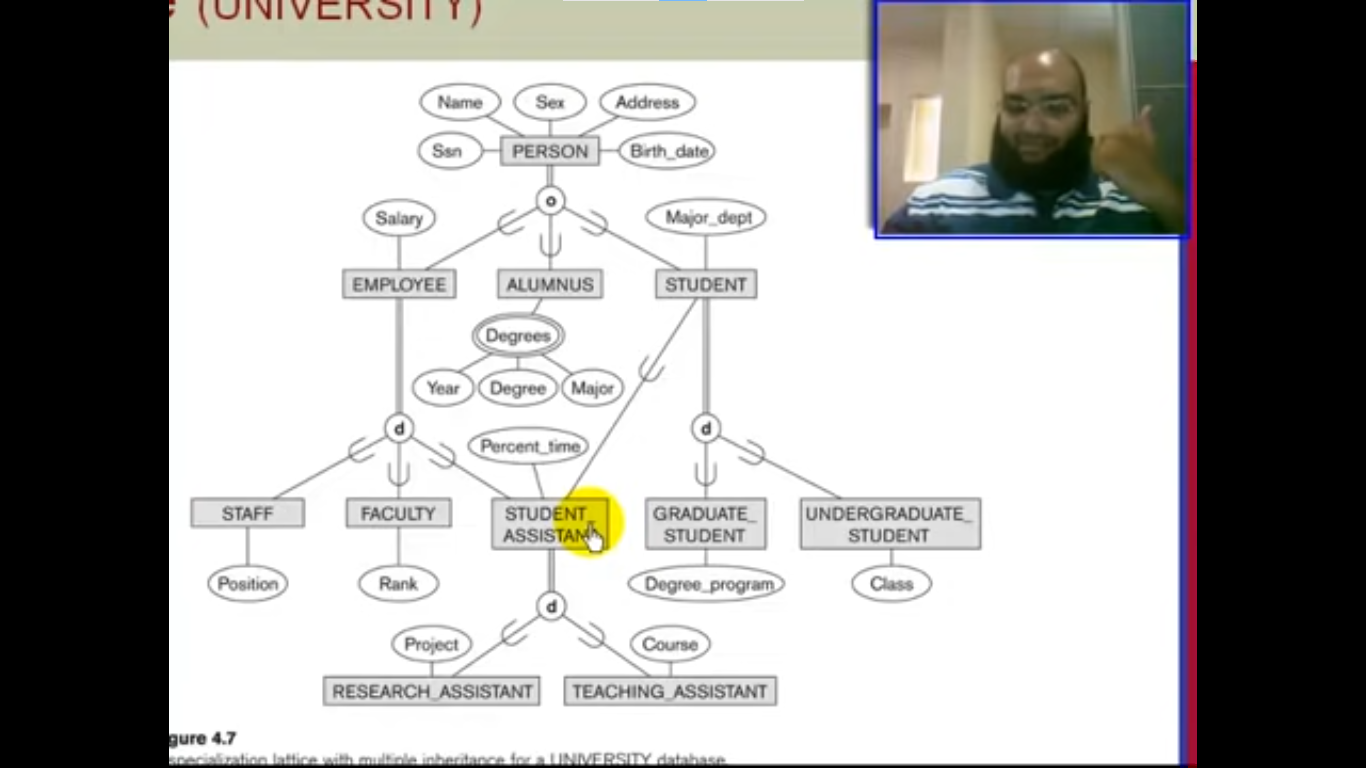 (UNIVERSITY)
Name Sex Address
Ssn PERSON Birth_date
o
Salary Major_dept
EMPLOYEE ALUMNUS STUDENT
Degrees
Year Degree Major
d d
Percent_time
STAFF FACULTY STUDENT_ GRADUATE_ UNDERGRADUATE_
ASSISTANT STUDENT STUDENT
Position Rank Degree_program Class
d
Project Course
RESEARCH_ASSISTANT TEACHING_ASSISTANT
gure 4.7
specialization lattice with multiple inheritance for a UNIVERSITY database.